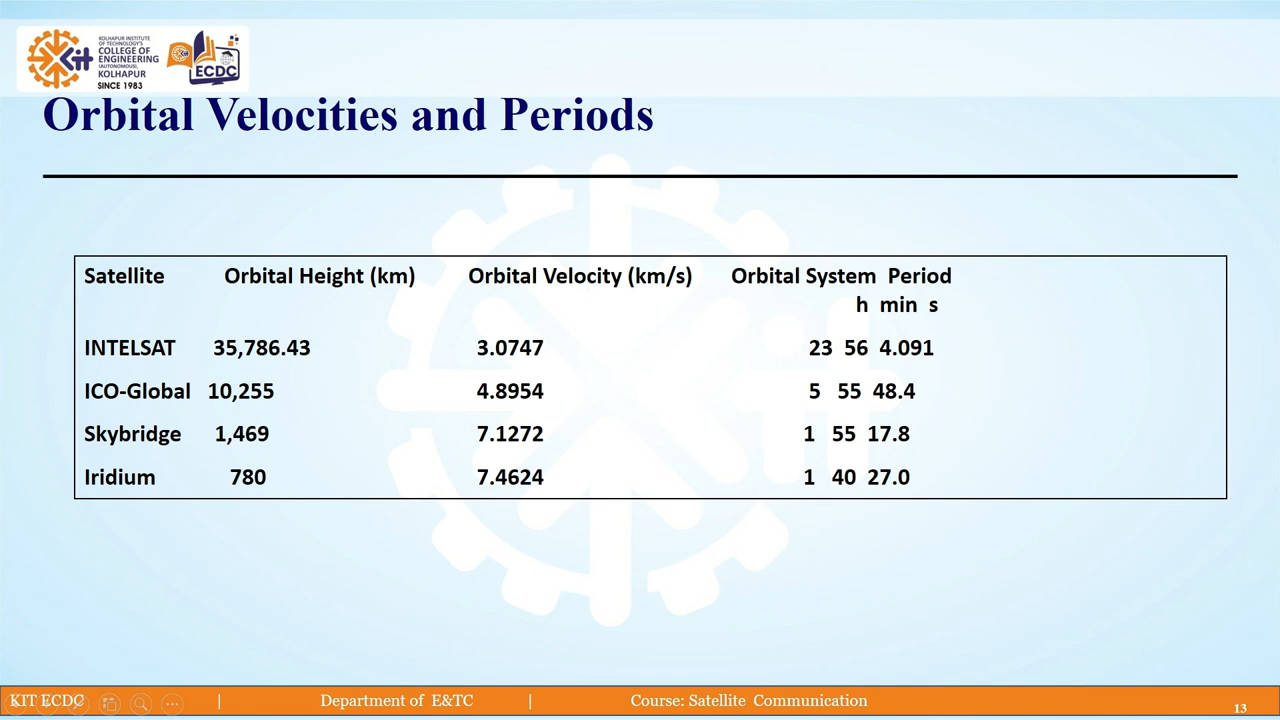 KOLHAPUR INSTITUTE
OF TECHNOLOGY'S
COLLEGE OF
ENGINEERING
(AUTONOMOUS),
KOLHAPUR
SINCE 1983
Kit
ECDC
Orbital Velocities and Periods
Satellite Orbital Height (km) Orbital Velocity (km/s) Orbital System Period
h min s
INTELSAT 35,786.43 3.0747 23 56 4.091
ICO-Global 10,255 4.8954 5 55 48.4
Skybridge 1,469 7.1272 1 55 17.8
Iridium 780 7.4624 1 40 27.0
KIT ECDC | Department of E&TC | Course: Satellite Communication
13